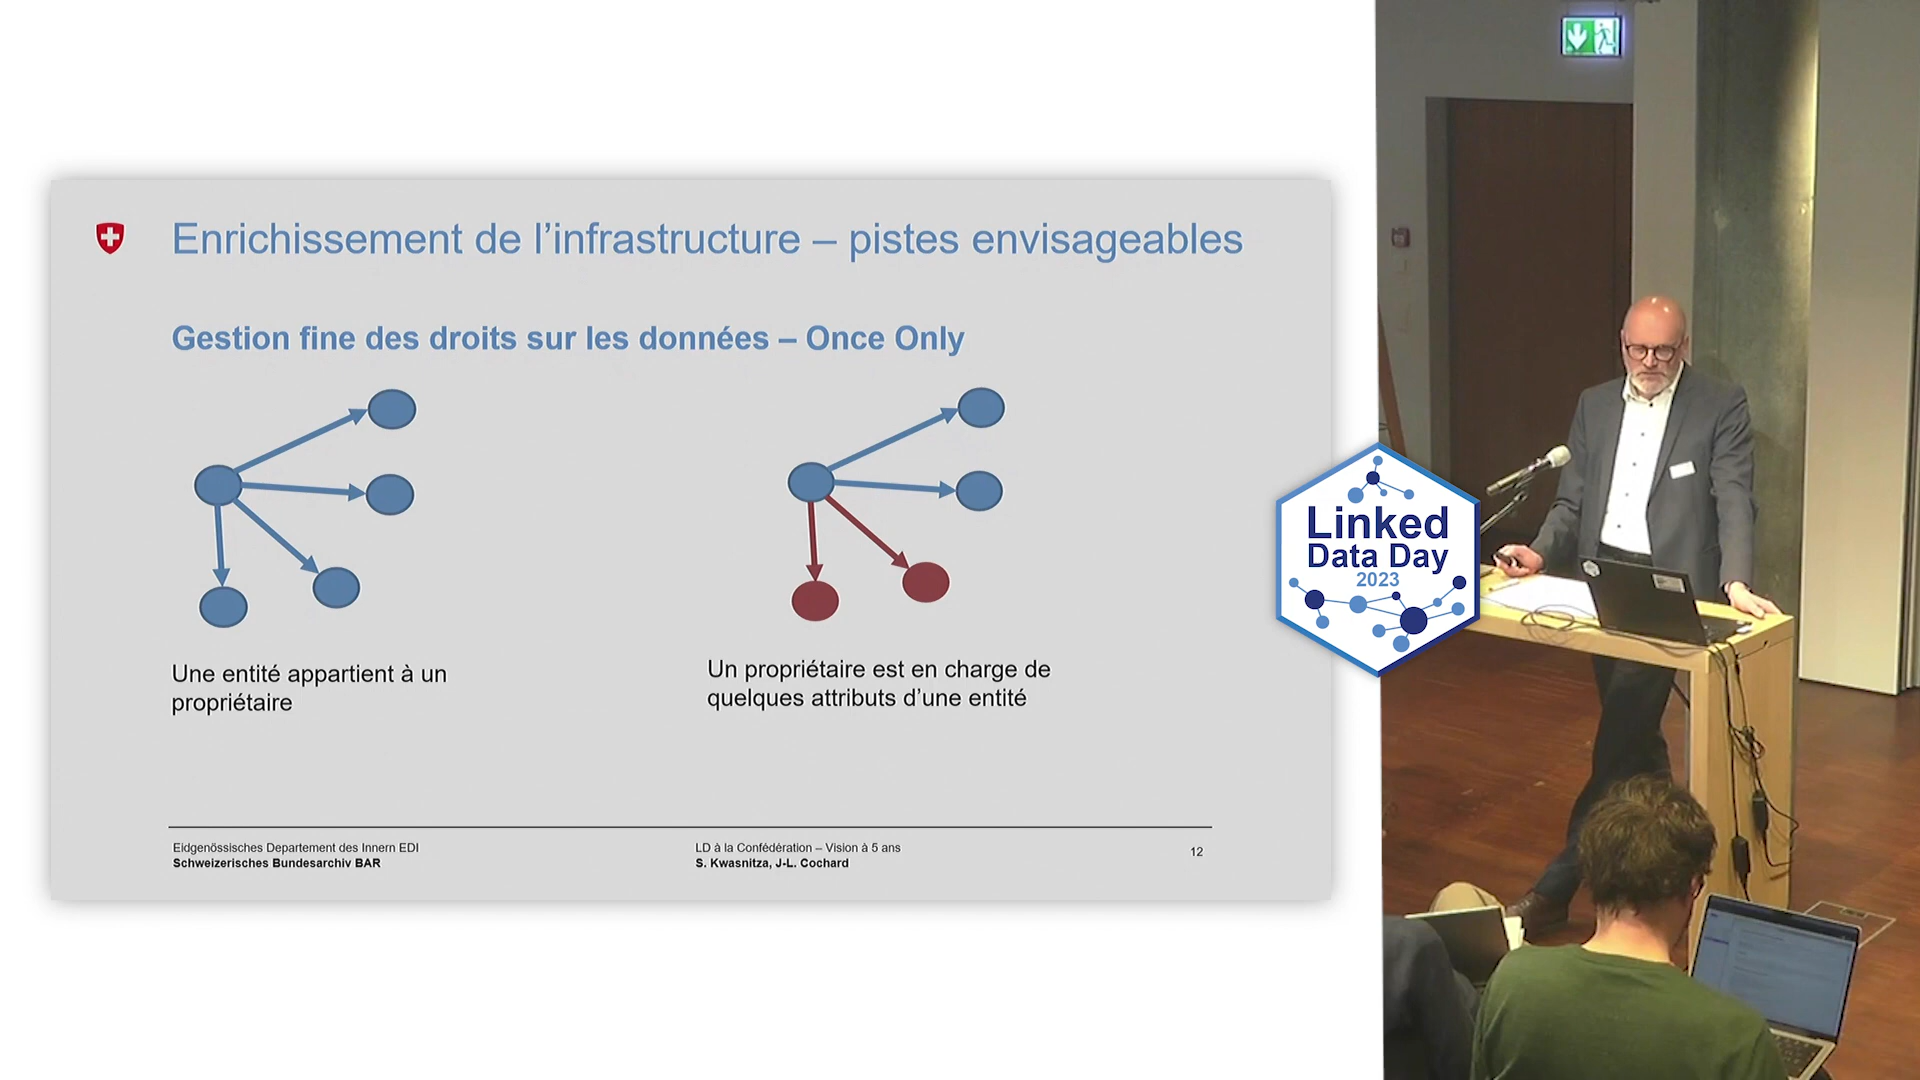 Enrichissement de l’infrastructure – pistes envisageables
Gestion fine des droits sur les données – Once Only
Une entité appartient à un
propriétaire
Un propriétaire est en charge de
quelques attributs d’une entité
Eidgenössisches Departement des Innern EDI
Schweizerisches Bundesarchiv BAR
LD à la Confédération – Vision à 5 ans
S. Kwasnitza, J-L. Cochard
12
Linked
Data Day
2023